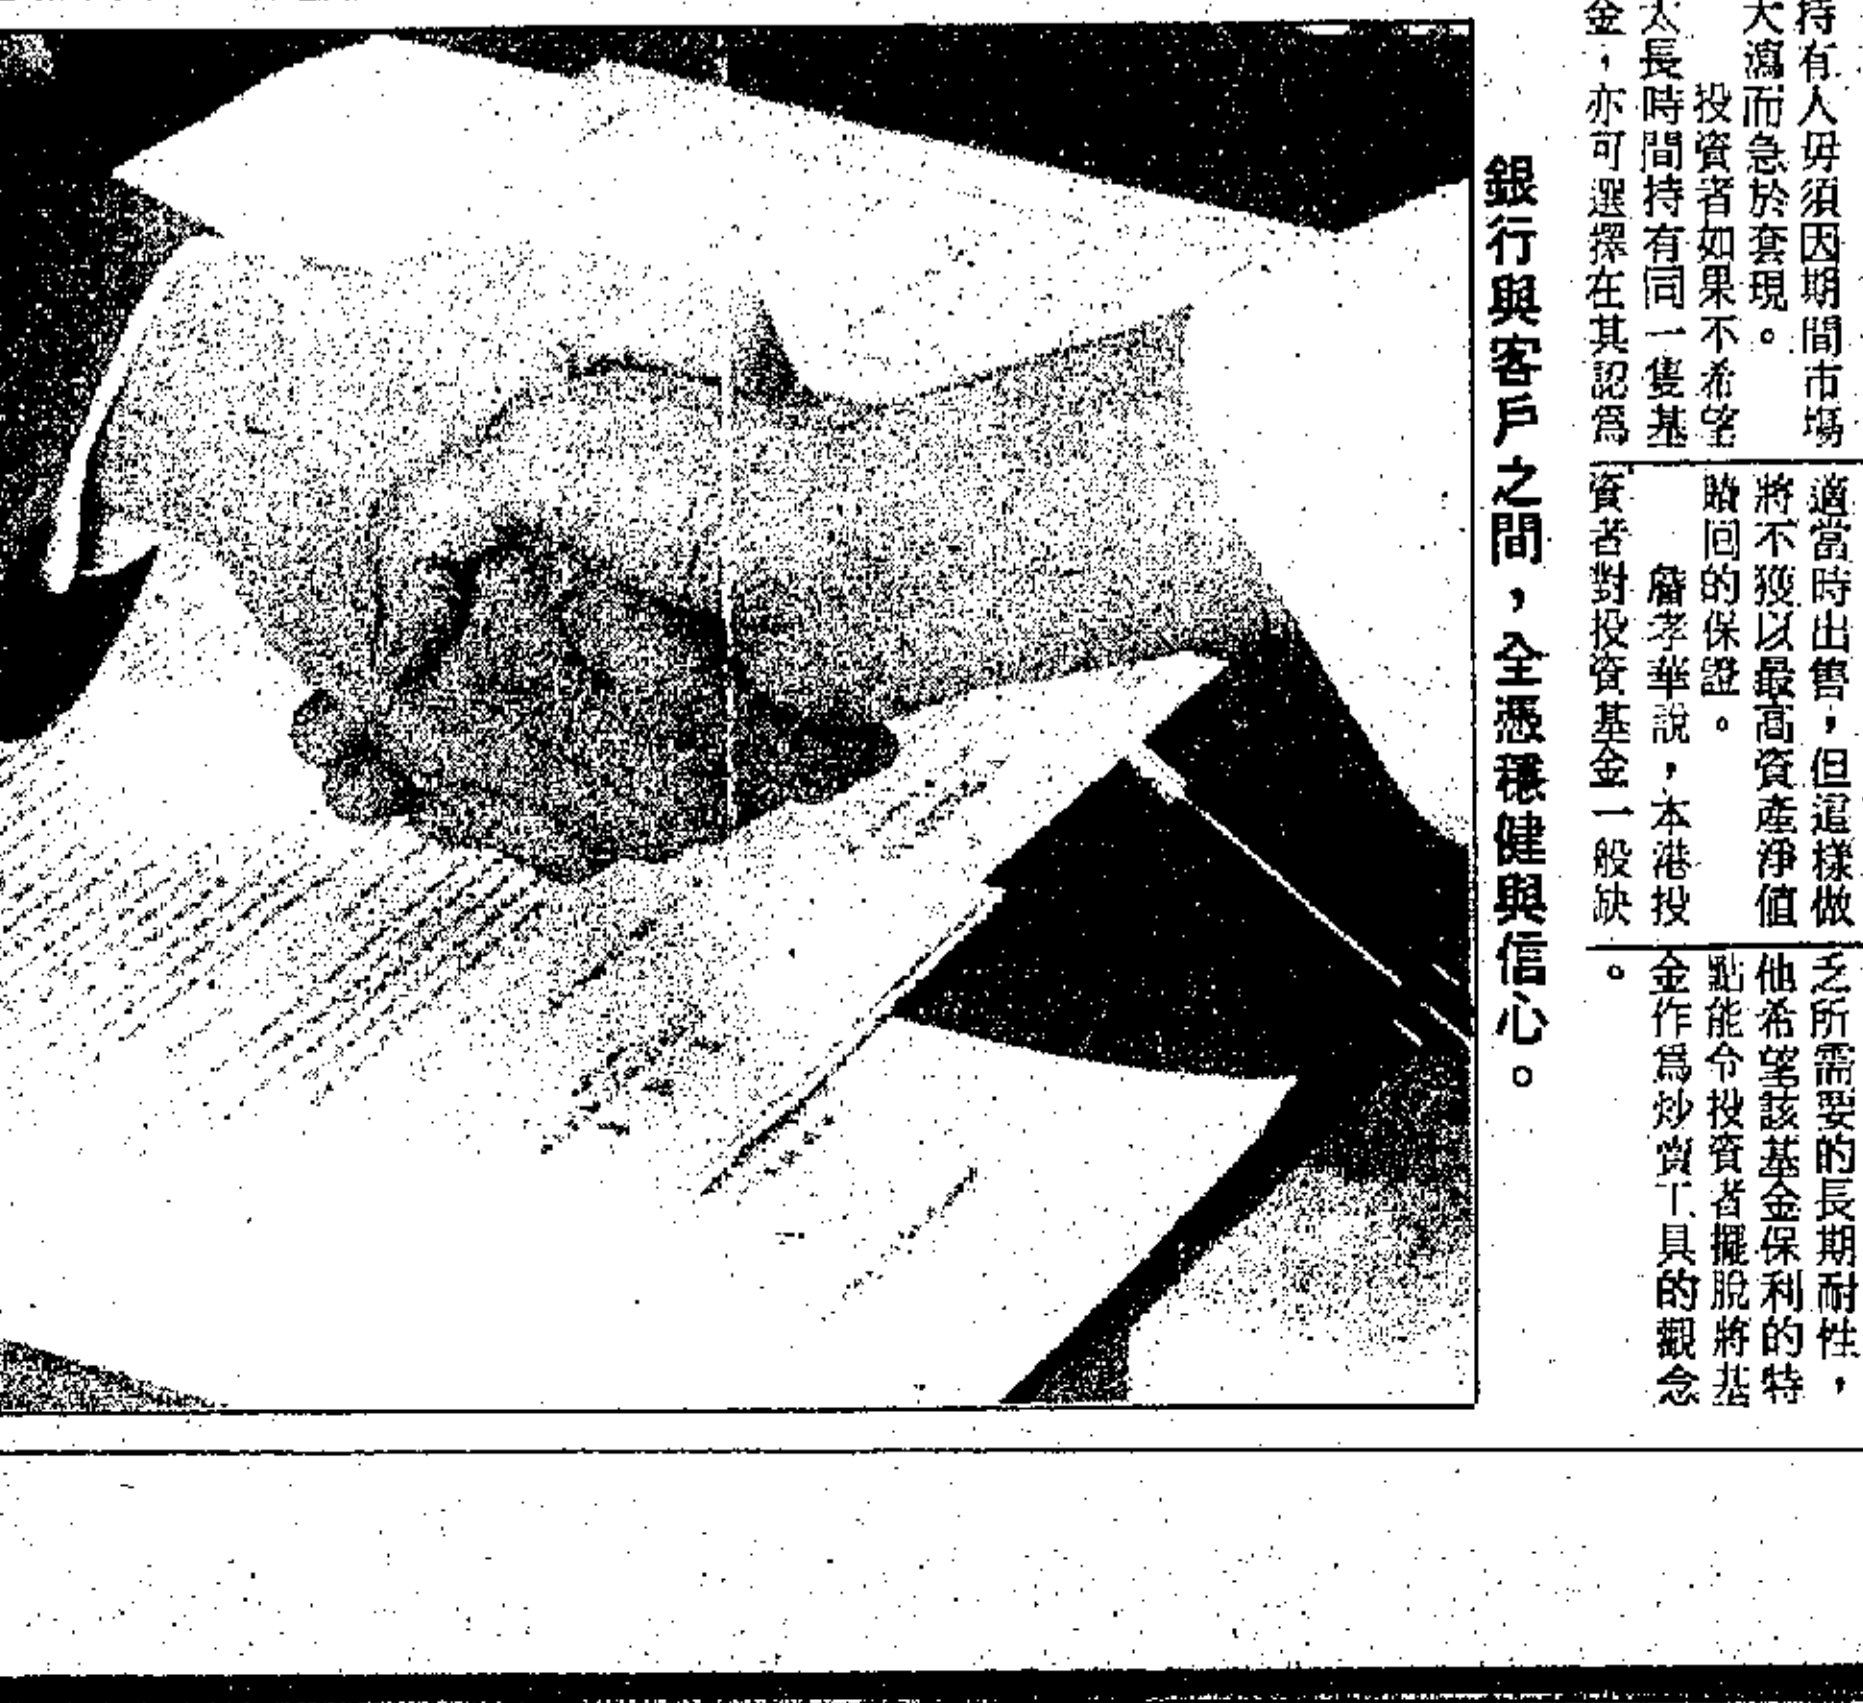 持有人毋須因期間市場
大瀉而急於套現。
投資者如果不希望
太長時間持有同一隻基
金，亦可選擇在其認爲
適當時出售，但這樣做
將不獲以最高資產淨值
贖回的保證。
詹孝華說，本港投
資者對投資基金一般缺
乏所需要的長期耐性，
他希望該基金保利的特
點能令投資者擺脫將基
金作爲炒賣工具的觀念
。
銀行與客戶之間，全憑穩健與信心。